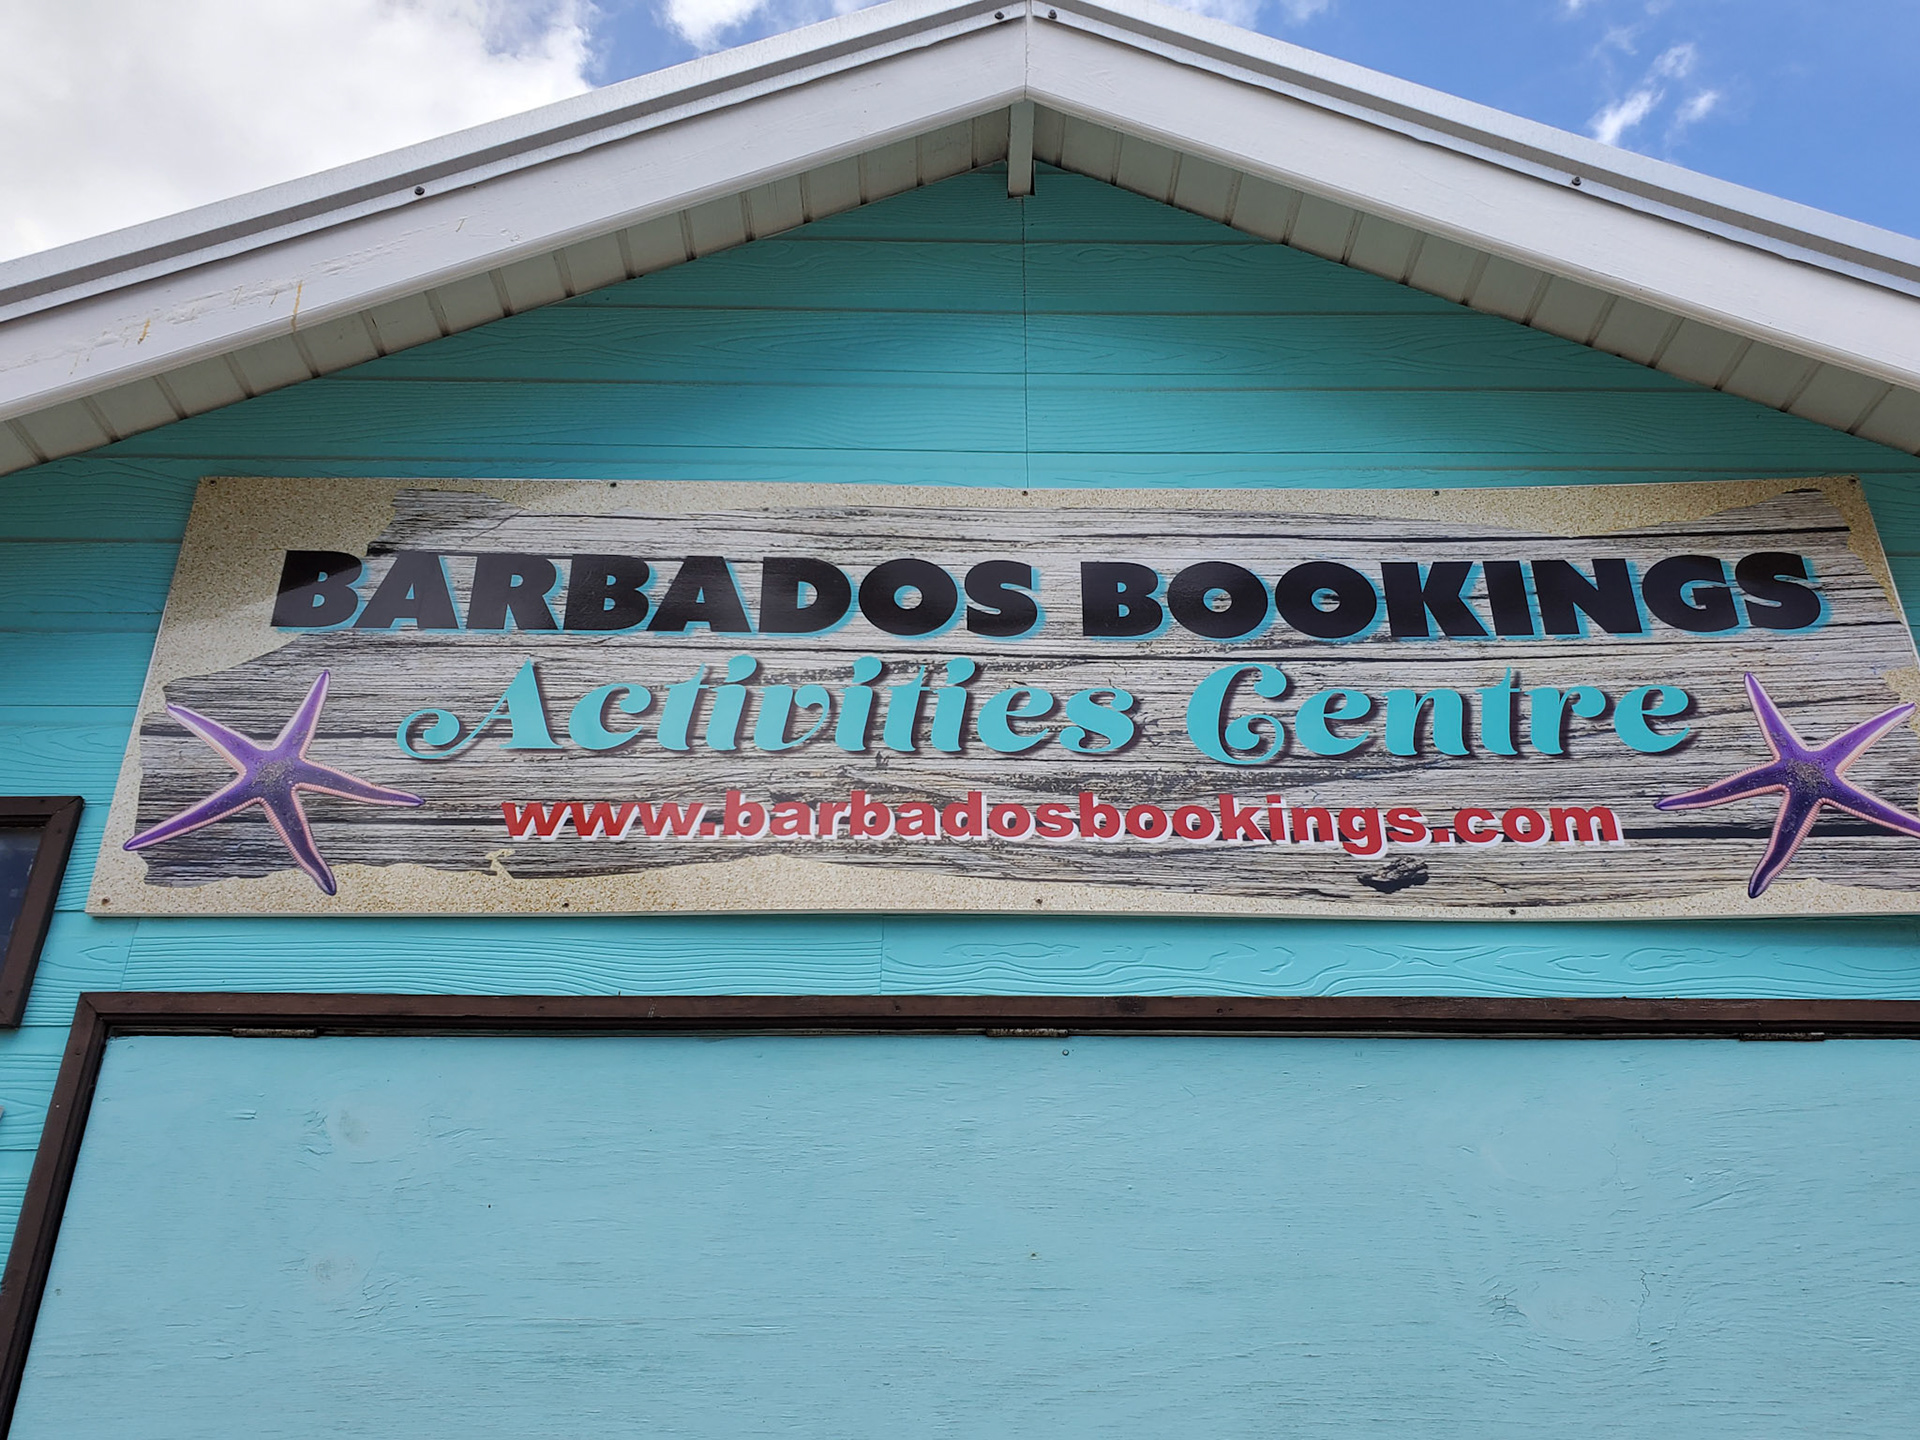 BARBADOS BOOKINGS
Activities Centre
www.barbadosbookings.com